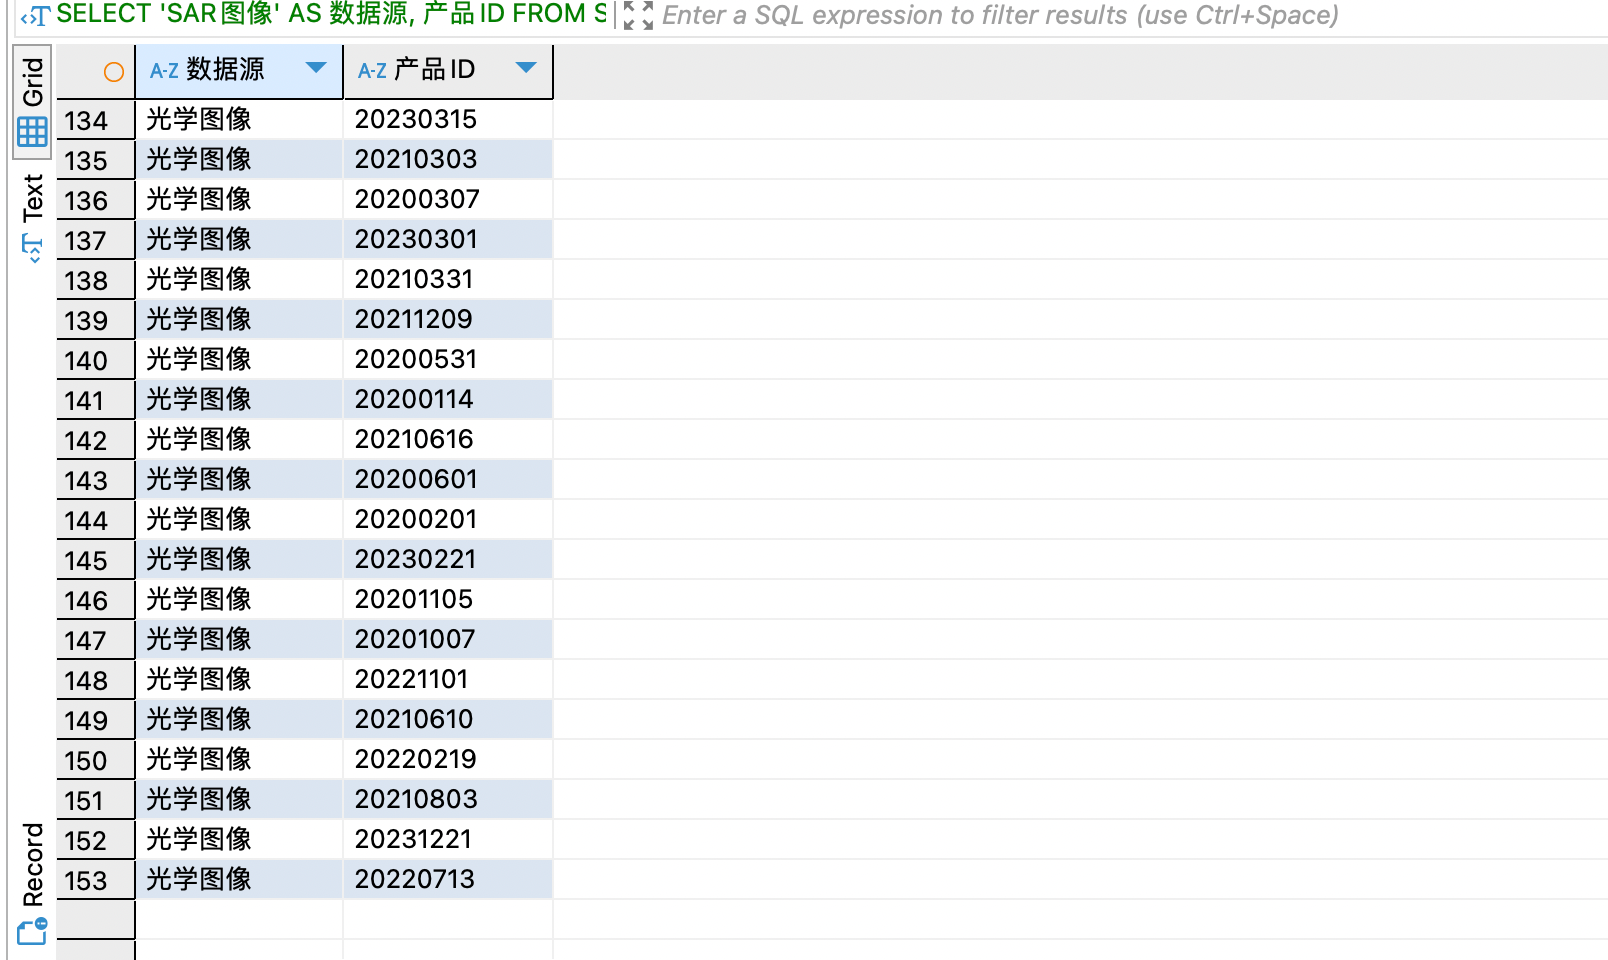 SELECT 'SAR图像' AS 数据源, 产品ID FROM S
Enter a SQL expression to filter results (use Ctrl+Space)
Grid
Text
Record
A-Z 数据源 A-Z 产品ID
134 光学图像 20230315
135 光学图像 20210303
136 光学图像 20200307
137 光学图像 20230301
138 光学图像 20210331
139 光学图像 20211209
140 光学图像 20200531
141 光学图像 20200114
142 光学图像 20210616
143 光学图像 20200601
144 光学图像 20200201
145 光学图像 20230221
146 光学图像 20201105
147 光学图像 20201007
148 光学图像 20221101
149 光学图像 20210610
150 光学图像 20220219
151 光学图像 20210803
152 光学图像 20231221
153 光学图像 20220713